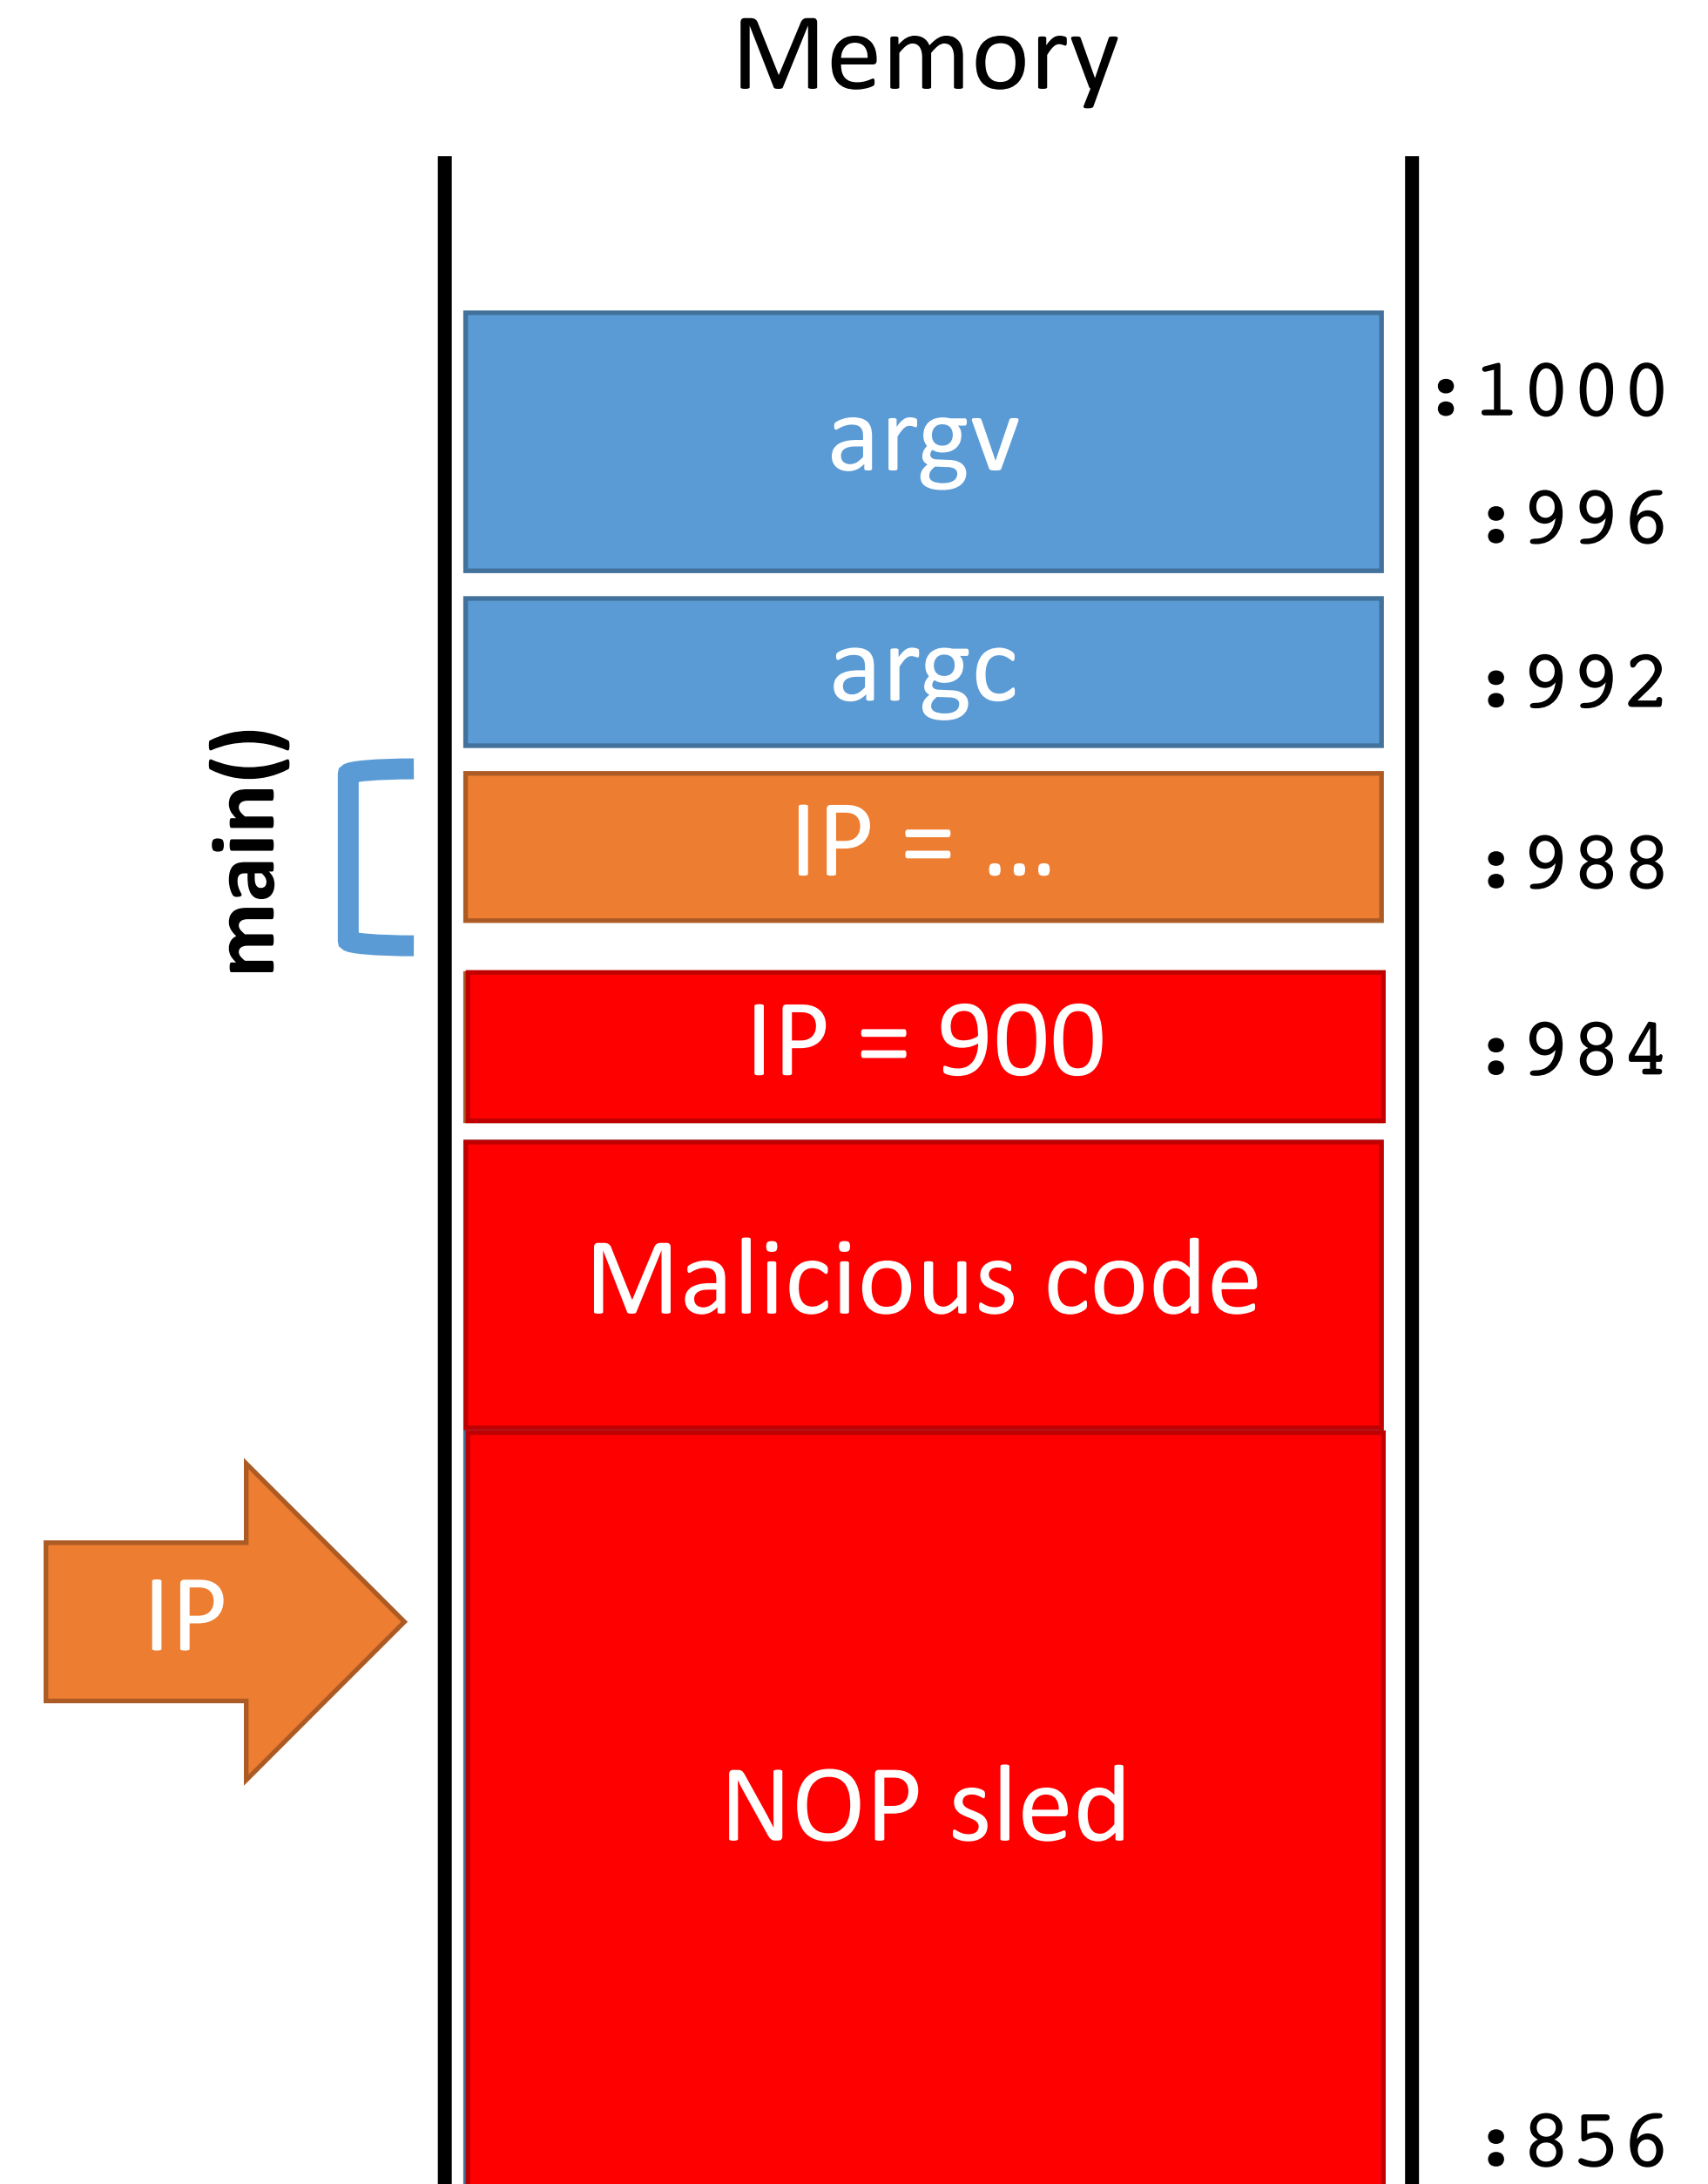 Memory
argv
:1000
:996
argc
:992
main()
IP = ...
:988
IP = 900
:984
Malicious code
IP
NOP sled
:856